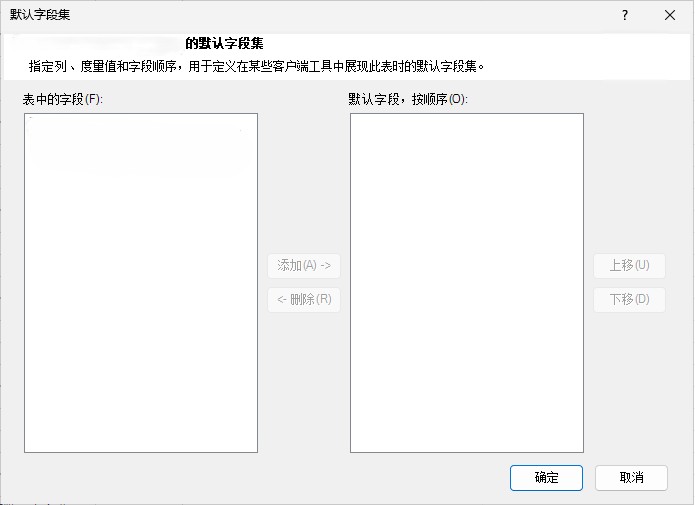 默认字段集
?
的默认字段集
指定列、度量值和字段顺序，用于定义在某些客户端工具中展现此表时的默认字段集。
表中的字段(F):
默认字段，按顺序(O):
添加(A) ->
<- 删除(R)
上移(U)
下移(D)
确定
取消